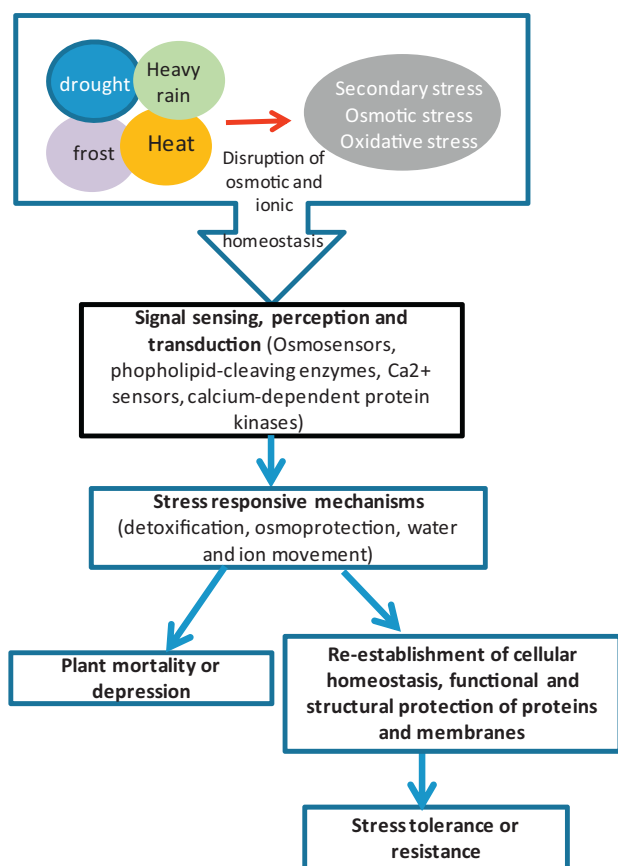 drought
Heavy
rain
frost
Heat
Secondary stress
Osmotic stress
Oxidative stress
Disruption of
osmotic and
ionic
homeostasis
Signal sensing, perception and
transduction (Osmosensors,
phopholipid-cleaving enzymes, Ca2+
sensors, calcium-dependent protein
kinases)
Stress responsive mechanisms
(detoxification, osmoprotection, water
and ion movement)
Plant mortality or
depression
Re-establishment of cellular
homeostasis, functional and
structural protection of proteins
and membranes
Stress tolerance or
resistance